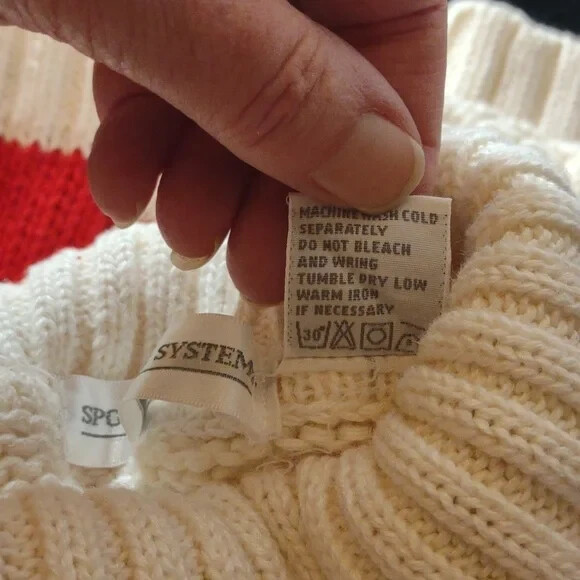 MACHINE WASH COLD
SEPARATELY
DO NOT BLEACH
AND WRING
TUMBLE DRY LOW
WARM IRON
IF NECESSARY
30°
SYSTEM
SPO